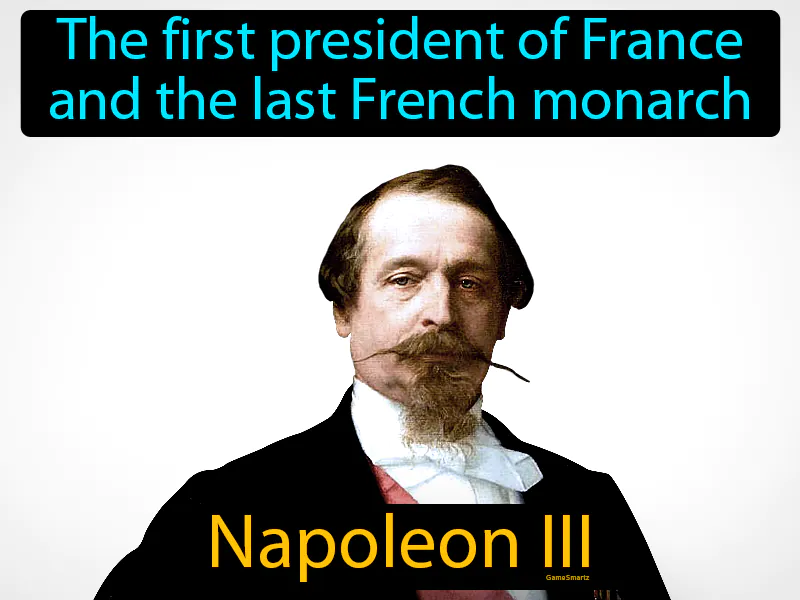 The first president of France
and the last French monarch
Napoleon III
GameSmartz